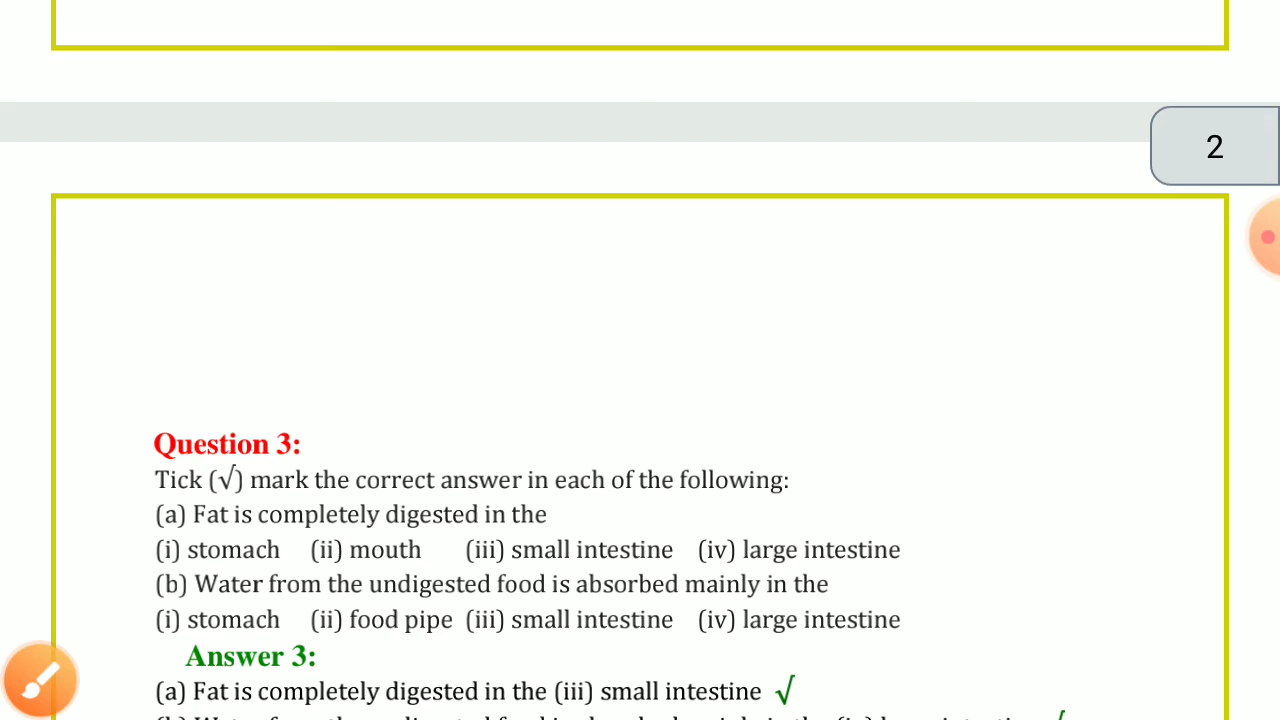 2
Question 3:
Tick (√) mark the correct answer in each of the following:
(a) Fat is completely digested in the
(i) stomach (ii) mouth (iii) small intestine (iv) large intestine
(b) Water from the undigested food is absorbed mainly in the
(i) stomach (ii) food pipe (iii) small intestine (iv) large intestine
Answer 3:
(a) Fat is completely digested in the (iii) small intestine √